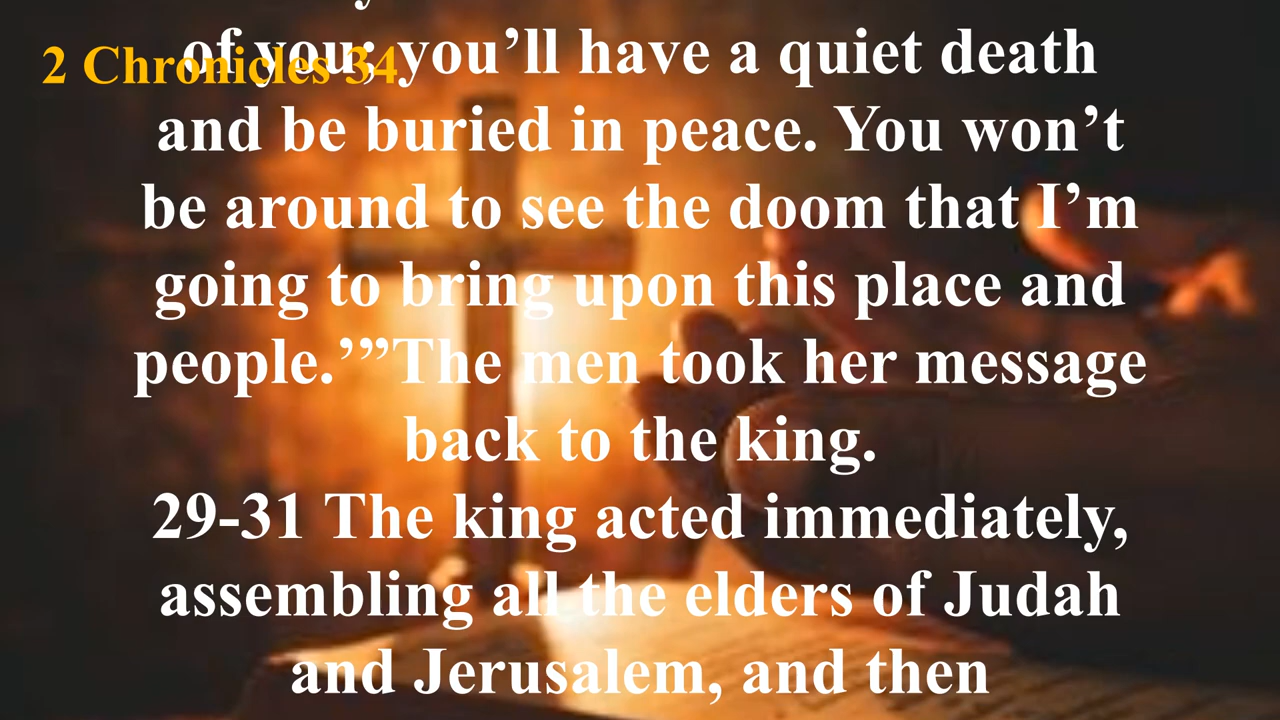 2 Chronicles 34
of you; you’ll have a quiet death
and be buried in peace. You won’t
be around to see the doom that I’m
going to bring upon this place and
people.’”’The men took her message
back to the king.
29-31 The king acted immediately,
assembling all the elders of Judah
and Jerusalem, and then